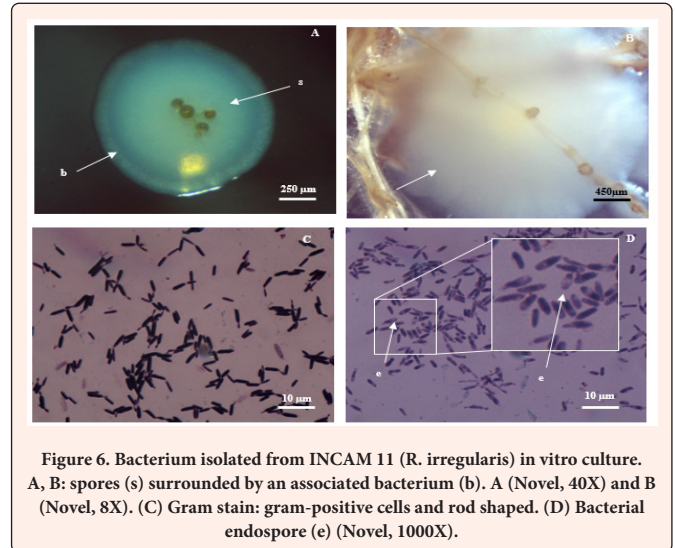 A
s
b
250 µm
B
450µm
C
10 µm
D
e
e
10 µm
Figure 6. Bacterium isolated from INCAM 11 (R. irregularis) in vitro culture.
A, B: spores (s) surrounded by an associated bacterium (b). A (Novel, 40X) and B
(Novel, 8X). (C) Gram stain: gram-positive cells and rod shaped. (D) Bacterial
endospore (e) (Novel, 1000X).